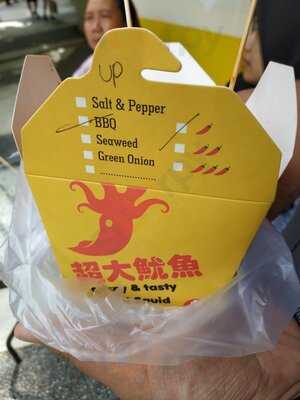 UP
Salt & Pepper
BBQ
Seaweed
Green Onion
超大魷魚
& tasty
squid